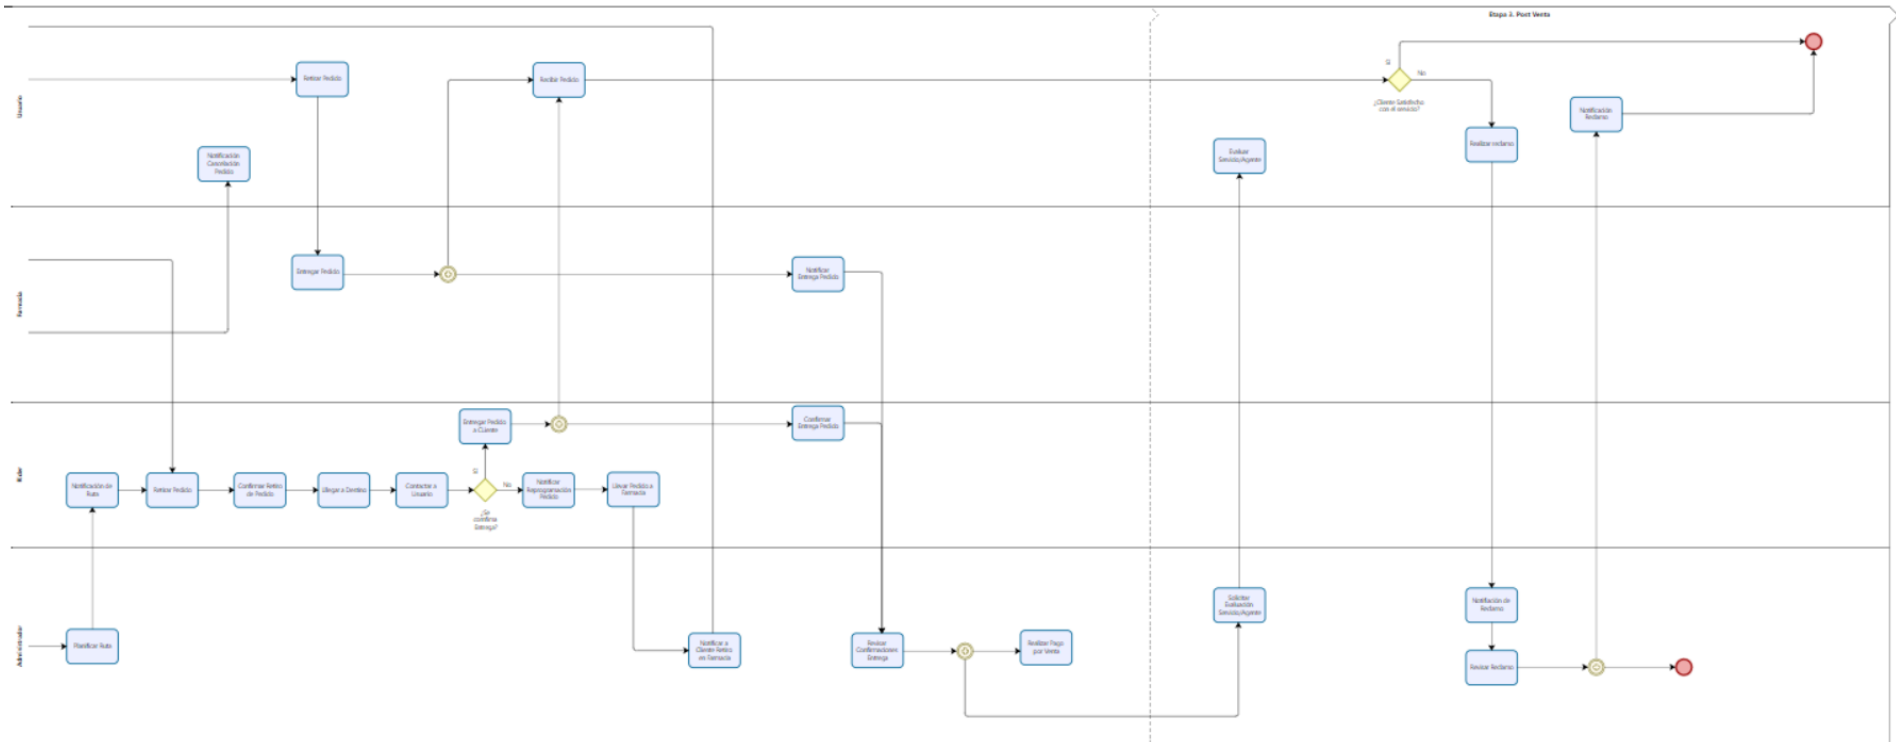 Etapa 3. Post Venta
Usuario
Retirar Pedido
Recibir Pedido
Notificación
Cancelación
Pedido
Evaluar
Servicio/Agente
Si
No
¿Cliente Satisfecho
con el servicio?
Realizar reclamo
Notificación
Reclamo
Farmacia
Entregar Pedido
Notificar
Entrega Pedido
Rider
Entregar Pedido
a Cliente
Confirmar
Entrega Pedido
Notificación de
Ruta
Retirar Pedido
Confirmar Retiro
de Pedido
Llegar a Destino
Contactar a
Usuario
Si
No
¿Se
confirma
Entrega?
Notificar
Reprogramación
Pedido
Llevar Pedido a
Farmacia
Administrador
Planificar Ruta
Notificar a
Cliente Retiro
en Farmacia
Revisar
Confirmaciones
Entrega
Realizar Pago
por Venta
Solicitar
Evaluación
Servicio/Agente
Notificación de
Reclamo
Revisar Reclamo